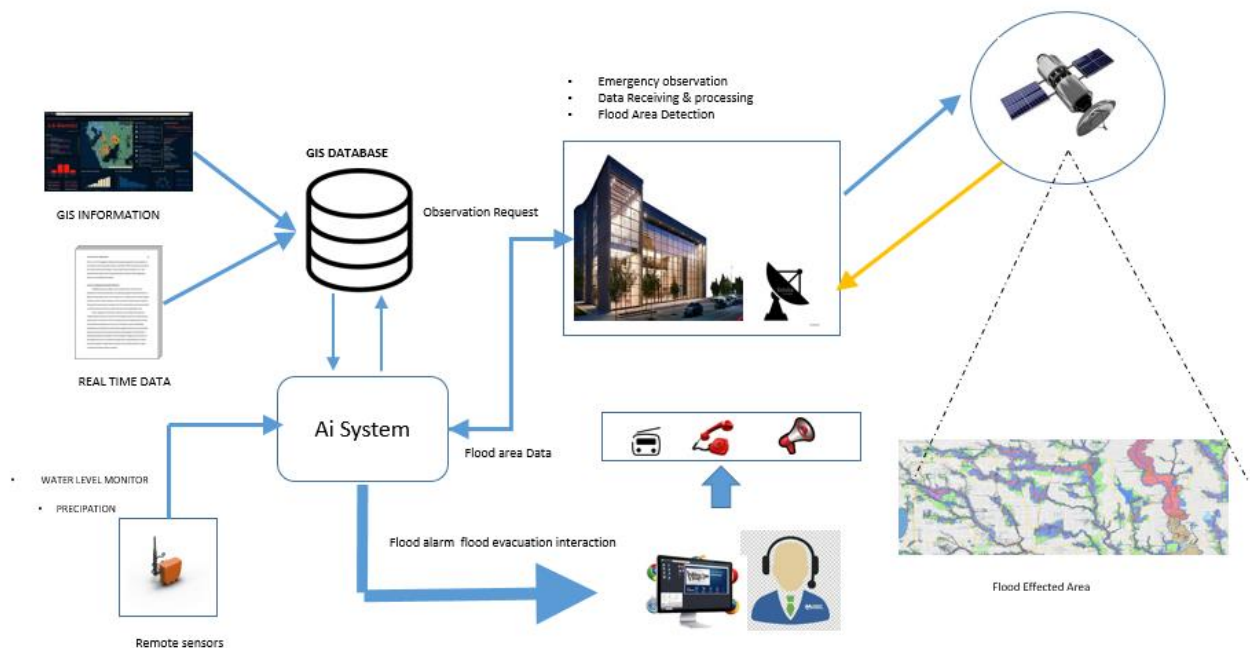 Emergency observation
Data Receiving & processing
Flood Area Detection
GIS DATABASE
GIS INFORMATION
Observation Request
REAL TIME DATA
Ai System
Flood area Data
WATER LEVEL MONITOR
PRECIPATION
Flood alarm flood evacuation interaction
Flood Effected Area
Remote sensors